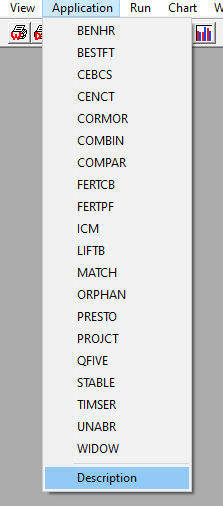 View Application Run Chart W
BENHR
BESTFT
CEBCS
CENCT
CORMOR
COMBIN
COMPAR
FERTCB
FERTPF
ICM
LIFTB
MATCH
ORPHAN
PRESTO
PROJCT
QFIVE
STABLE
TIMSER
UNABR
WIDOW
Description